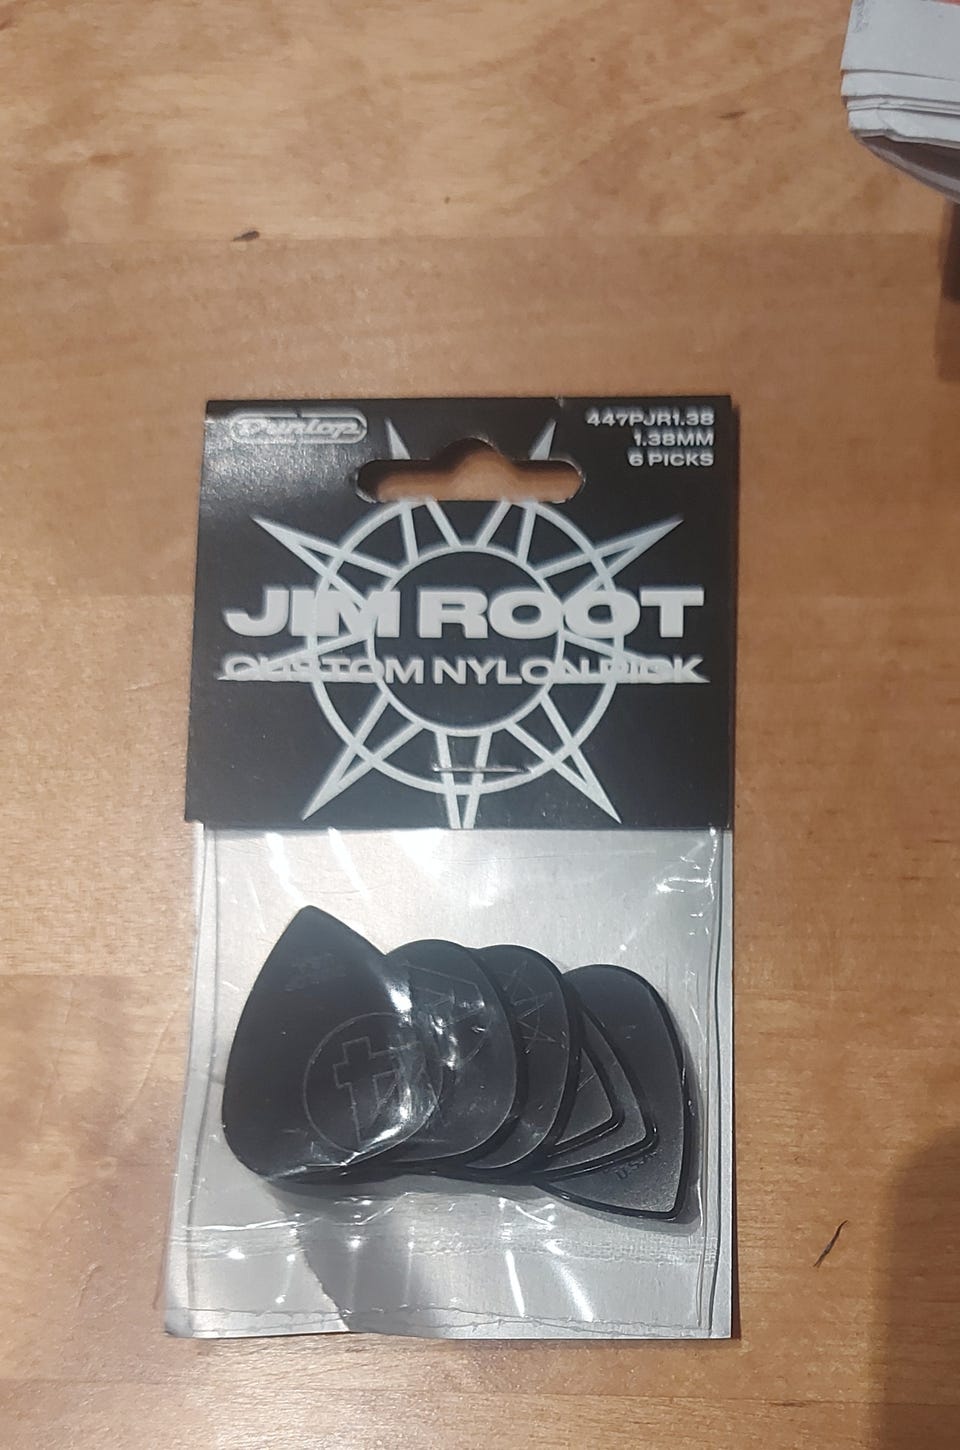 Dunlop
447PJR1.38
1.38MM
6 PICKS
JIM ROOT
CUSTOM NYLON PICK